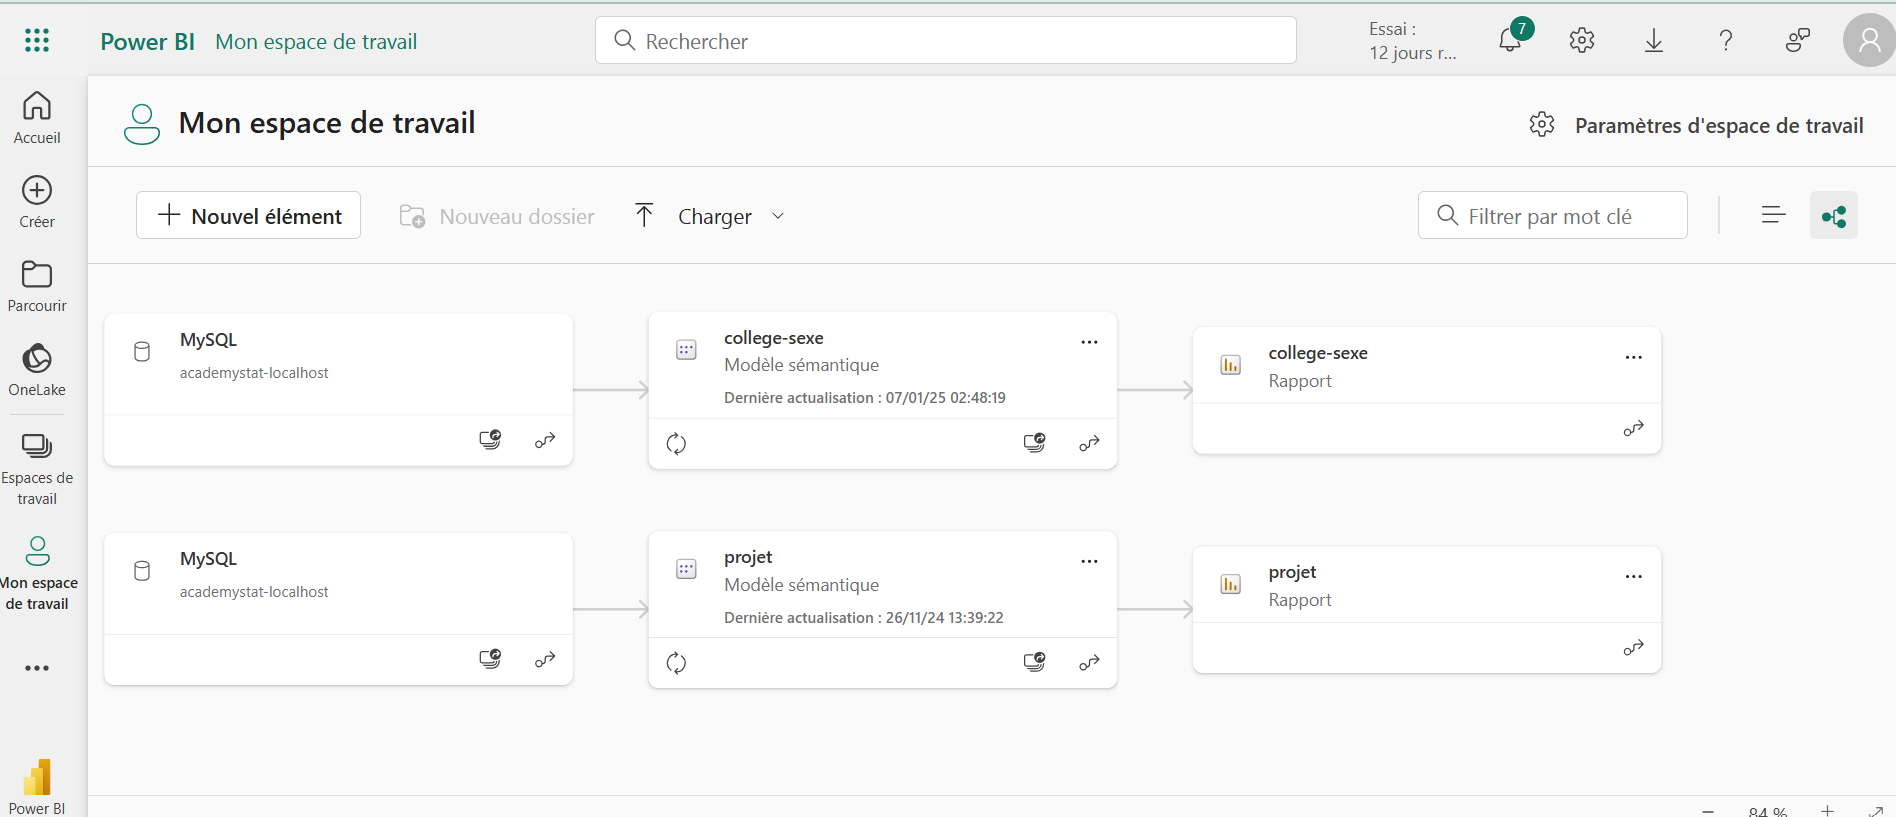 Power BI
Mon espace de travail
Rechercher
Essai :
12 jours r...
7
Accueil
Créer
Parcourir
OneLake
Espaces de
travail
Mon espace
de travail
Power BI
Mon espace de travail
Paramètres d'espace de travail
Nouvel élément
Nouveau dossier
Charger
Filtrer par mot clé
MySQL
academystat-localhost
college-sexe
Modèle sémantique
Dernière actualisation : 07/01/25 02:48:19
college-sexe
Rapport
MySQL
academystat-localhost
projet
Modèle sémantique
Dernière actualisation : 26/11/24 13:39:22
projet
Rapport
84 %